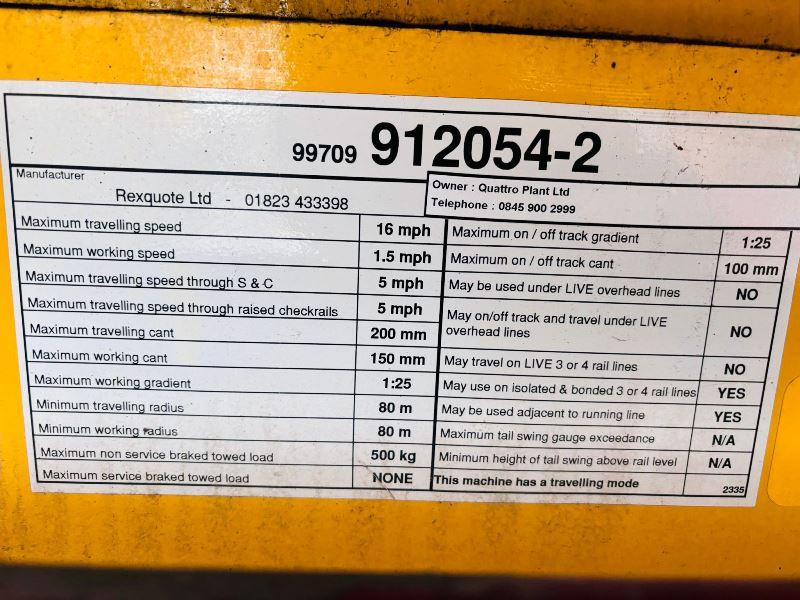 99709 912054-2
Manufacturer
Rexquote Ltd - 01823 433398
Owner : Quattro Plant Ltd
Telephone : 0845 900 2999
Maximum travelling speed 16 mph
Maximum working speed 1.5 mph
Maximum travelling speed through S & C 5 mph
Maximum travelling speed through raised checkrails 5 mph
Maximum travelling cant 200 mm
Maximum working cant 150 mm
Maximum working gradient 1:25
Minimum travelling radius 80 m
Minimum working radius 80 m
Maximum non service braked towed load 500 kg
Maximum service braked towed load NONE
Maximum on / off track gradient 1:25
Maximum on / off track cant 100 mm
May be used under LIVE overhead lines NO
May on/off track and travel under LIVE
overhead lines NO
May travel on LIVE 3 or 4 rail lines NO
May use on isolated & bonded 3 or 4 rail lines YES
May be used adjacent to running line YES
Maximum tail swing gauge exceedance N/A
Minimum height of tail swing above rail level N/A
This machine has a travelling mode 2335